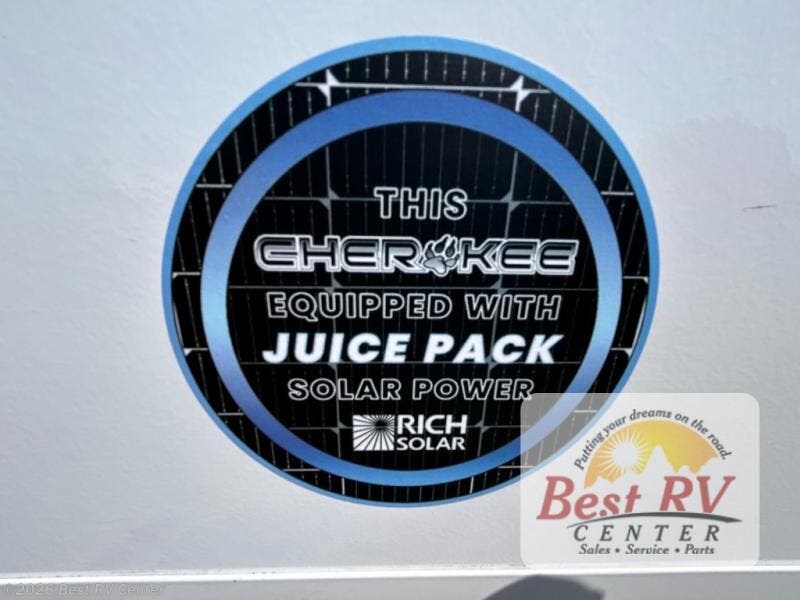 THIS
CHEROKEE
EQUIPPED WITH
JUICE PACK
SOLAR POWER
RICH
SOLAR
Putting your dreams on the road.
Best RV
CENTER
Sales • Service • Parts
©2026 Best RV Center